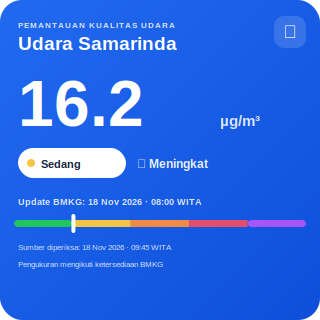 PEMANTAUAN KUALITAS UDARA
Udara Samarinda
16.2
µg/m³
Sedang
Meningkat
Update BMKG: 18 Nov 2026 · 08:00 WITA
Sumber diperiksa: 18 Nov 2026 · 09:45 WITA
Pengukuran mengikuti ketersediaan BMKG